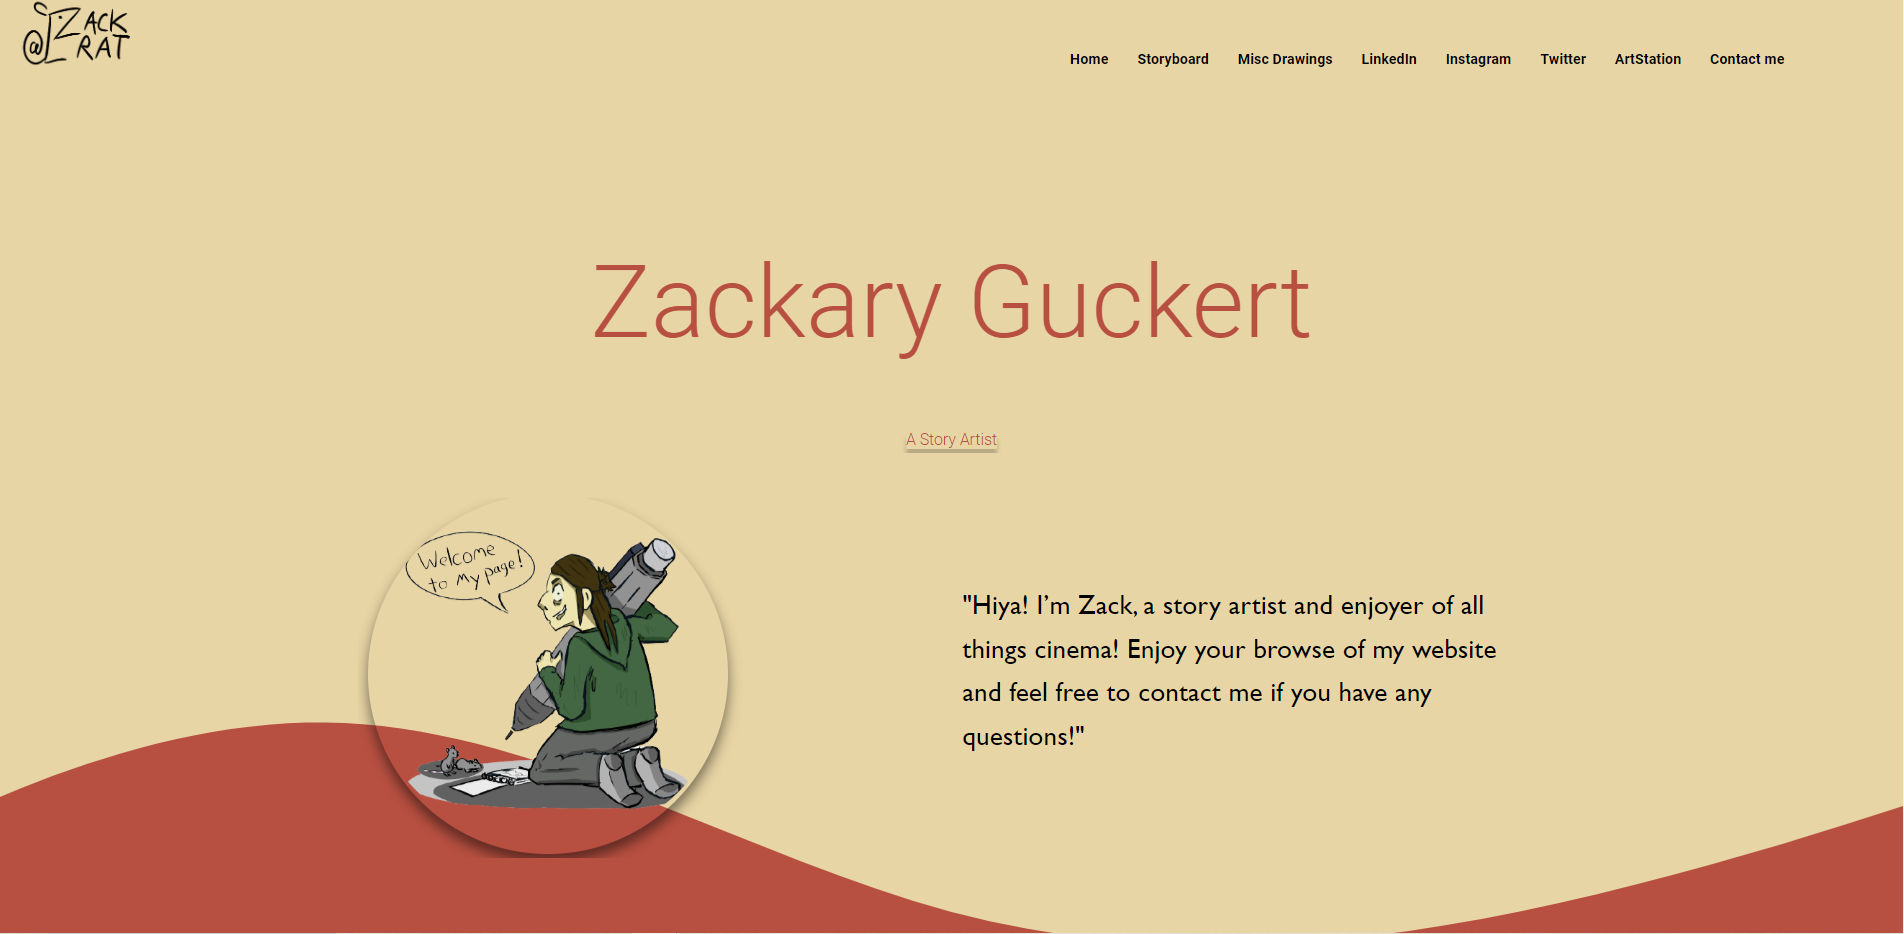 @ZACK
RAT
Home Storyboard Misc Drawings LinkedIn Instagram Twitter ArtStation Contact me
Zackary Guckert
A Story Artist
Welcome
to My page!
"Hiya! I’m Zack, a story artist and enjoyer of all
things cinema! Enjoy your browse of my website
and feel free to contact me if you have any
questions!"